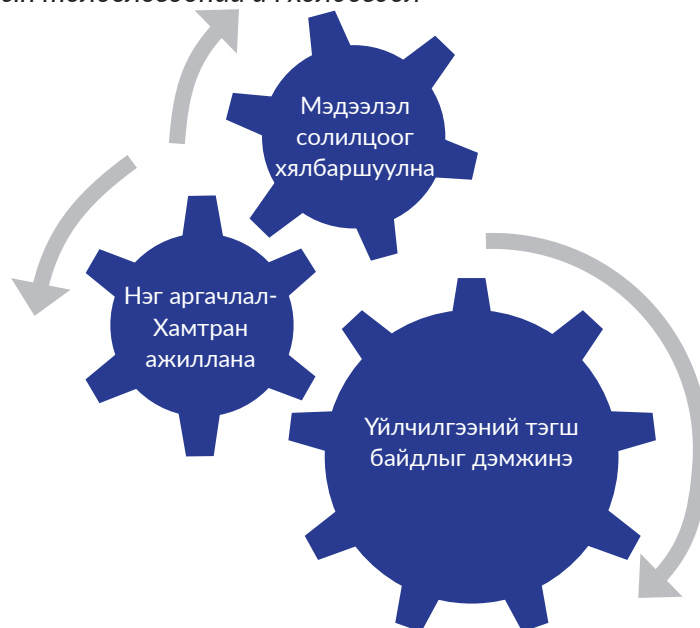 Мэдээлэл
солилцоог
хялбаршуулна
Нэг аргачлал-
Хамтран
ажиллана
Үйлчилгээний тэгш
байдлыг дэмжинэ